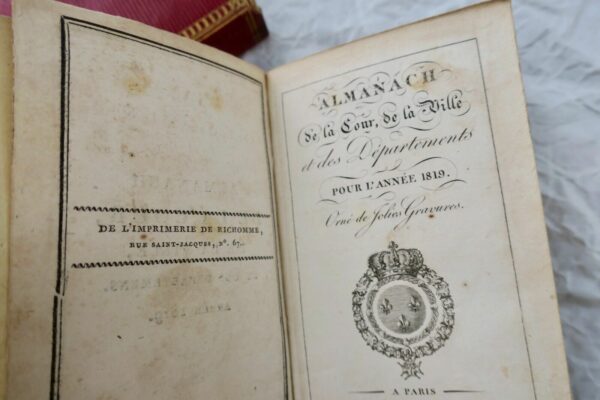 DE L'IMPRIMERIE DE RICHOMME,
RUE SAINT-JACQUES, N°. 67.
ALMANACH
de la Cour, de la Ville
et des Départements
POUR L'ANNÉE 1819.
Orné de Jolies Gravures.
A PARIS